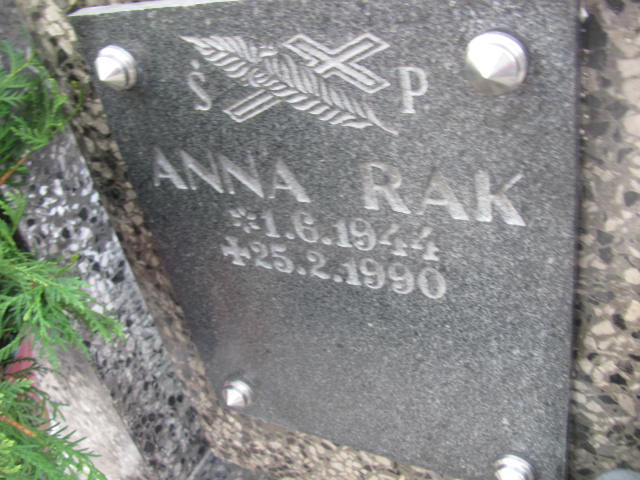 Ś P
ANNA RAK
*1.6.1944
+25.2.1990